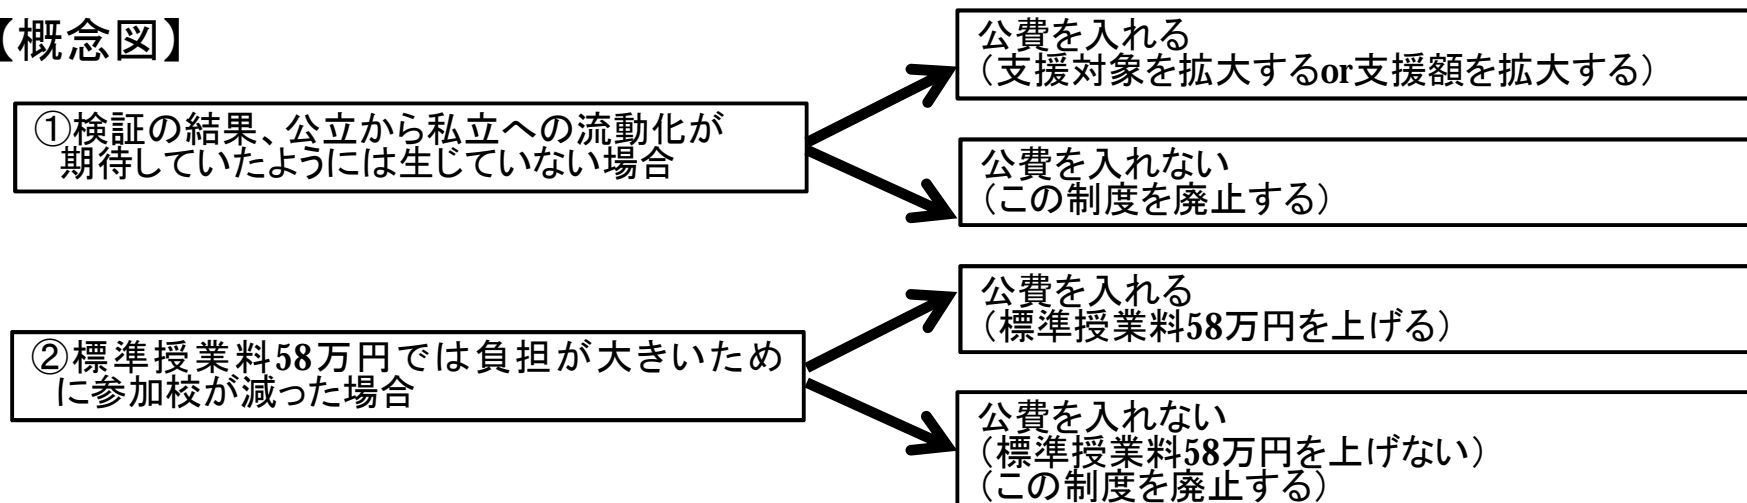 【概念図】
①検証の結果、公立から私立への流動化が
期待していたようには生じていない場合
公費を入れる
（支援対象を拡大するor支援額を拡大する）
公費を入れない
（この制度を廃止する）
②標準授業料58万円では負担が大きいため
に参加校が減った場合
公費を入れる
（標準授業料58万円を上げる）
公費を入れない
（標準授業料58万円を上げない）
（この制度を廃止する）